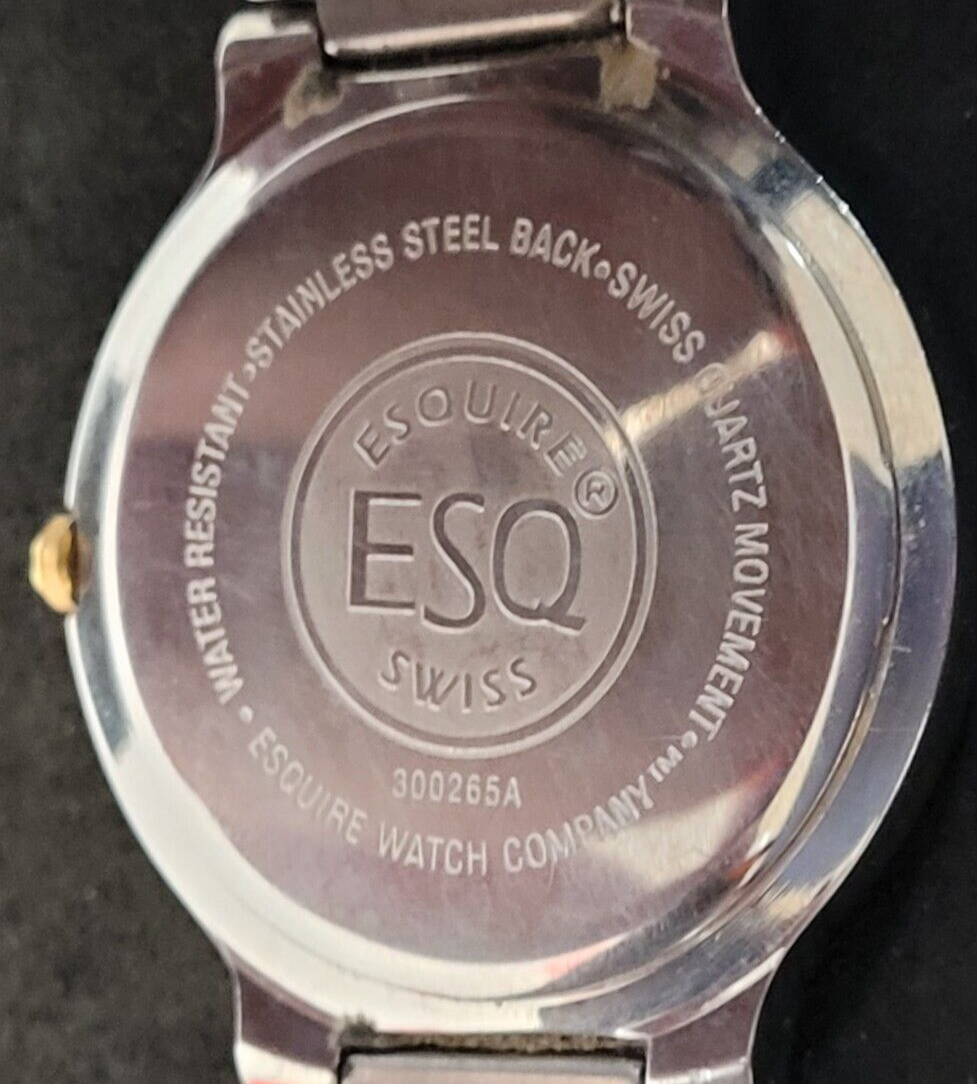 WATER RESISTANT • STAINLESS STEEL BACK • SWISS QUARTZ MOVEMENT •
ESQUIRE®
ESQ
SWISS
300265A
• ESQUIRE WATCH COMPANY™